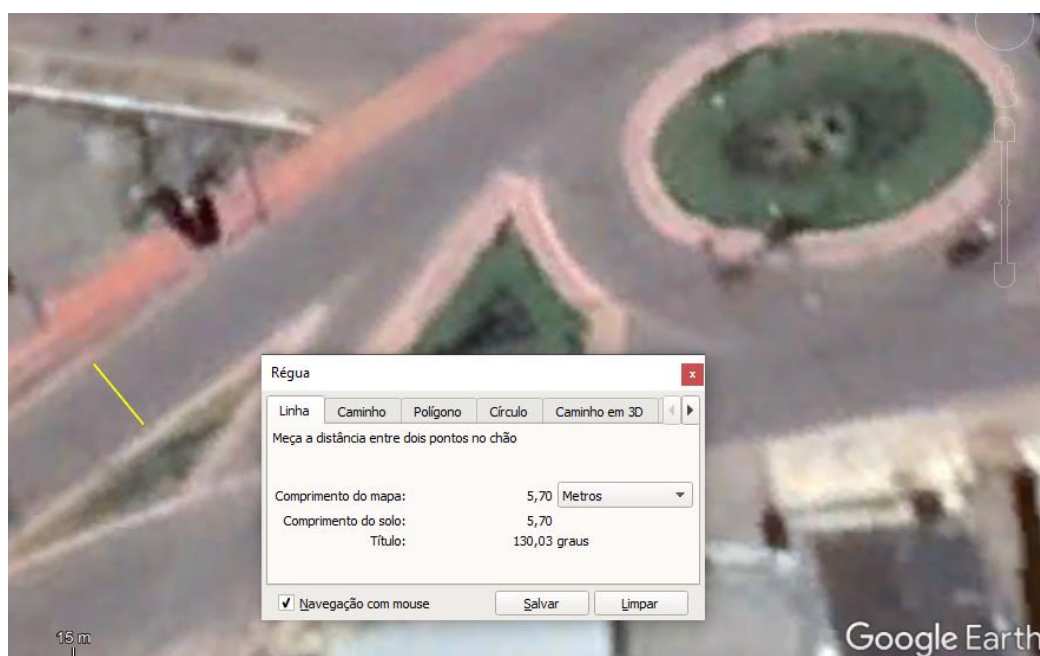 Régua
x
Linha Caminho Polígono Círculo Caminho em 3D
Meça a distância entre dois pontos no chão
Comprimento do mapa: 5,70 Metros
Comprimento do solo: 5,70
Título: 130,03 graus
Navegação com mouse Salvar Limpar
15 m
Google Earth